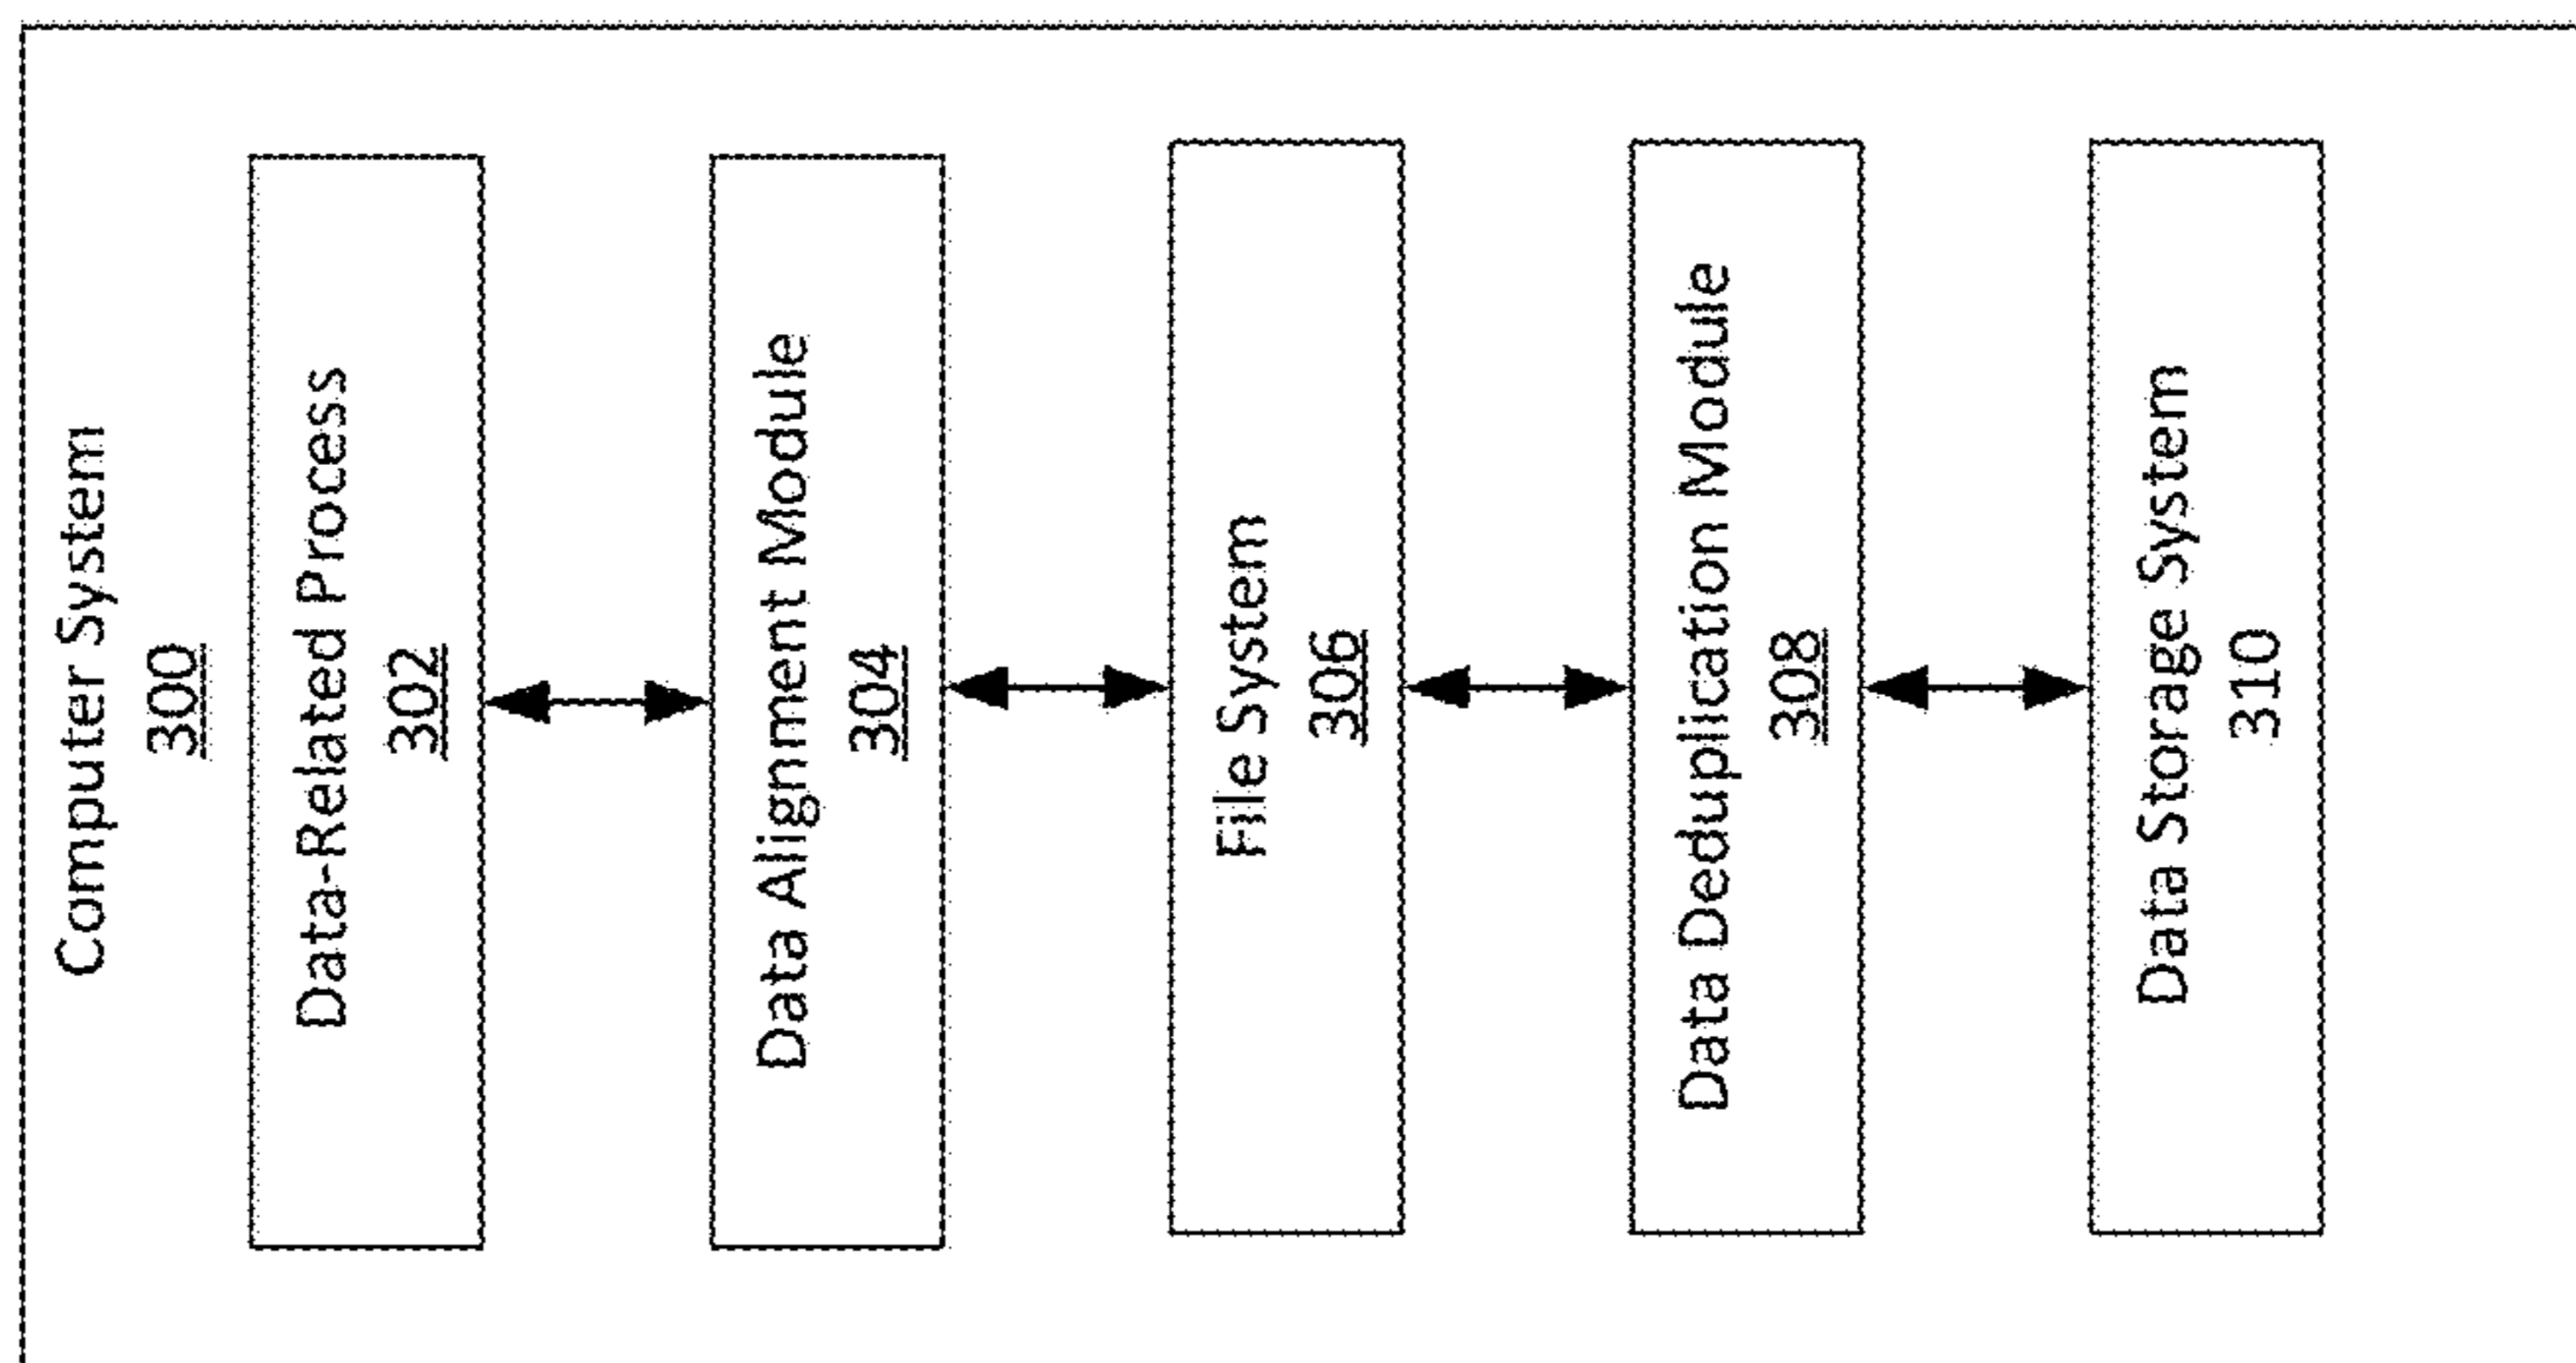 Computer System
300
Data-Related Process
302
Data Alignment Module
304
File System
306
Data Deduplication Module
308
Data Storage System
310